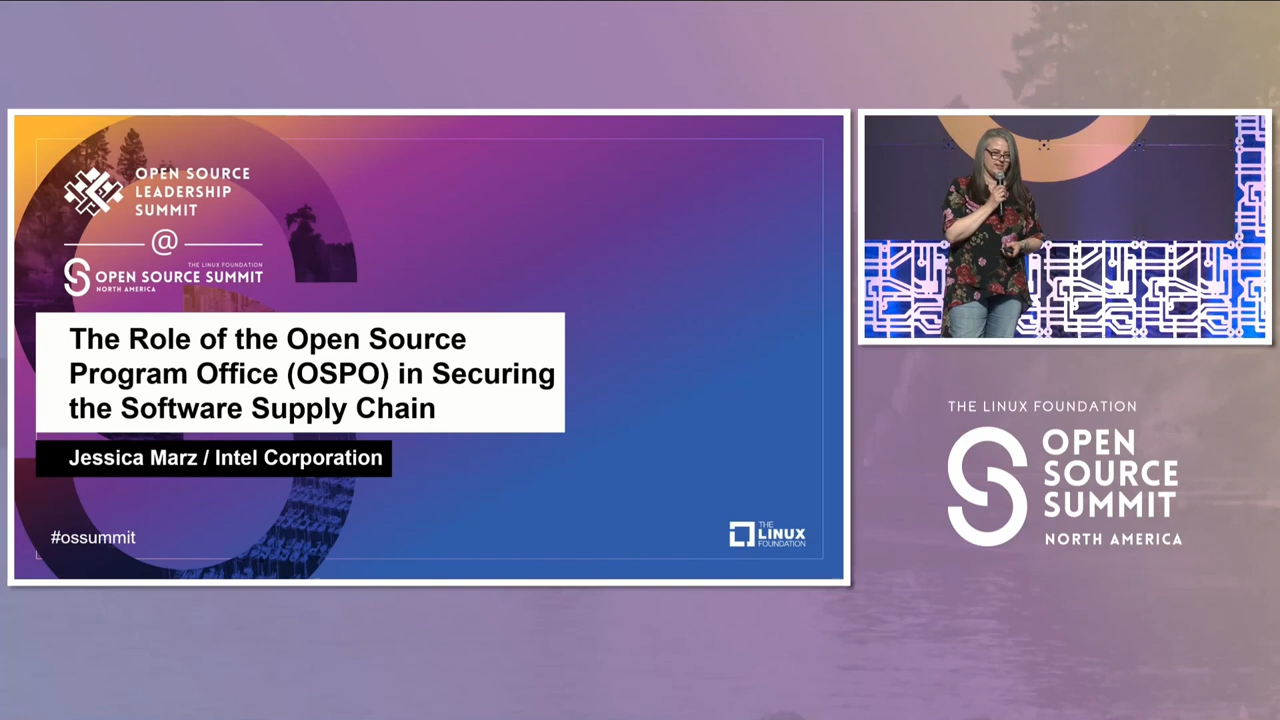 OPEN SOURCE
LEADERSHIP
SUMMIT
@
THE LINUX FOUNDATION
OPEN SOURCE SUMMIT
NORTH AMERICA
The Role of the Open Source
Program Office (OSPO) in Securing
the Software Supply Chain
Jessica Marz / Intel Corporation
#ossummit
THE
LINUX
FOUNDATION
THE LINUX FOUNDATION
OPEN
SOURCE
SUMMIT
NORTH AMERICA